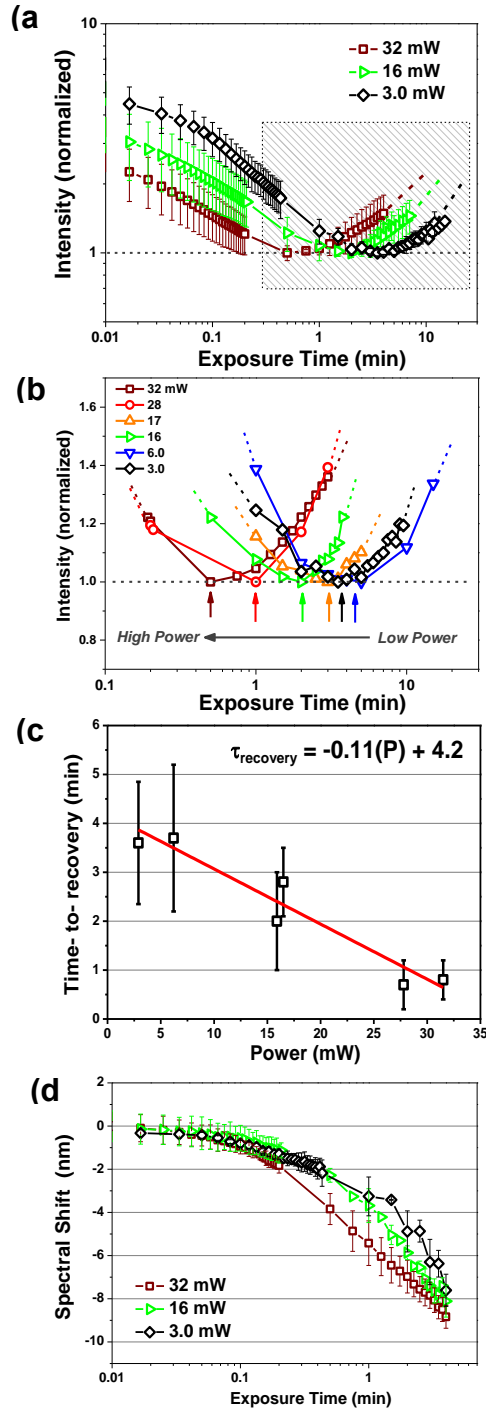 (a
10
1
Intensity (normalized)
32 mW
16 mW
3.0 mW
0.01 0.1 1 10
Exposure Time (min)
(b)
1.6
1.4
1.2
1.0
0.8
Intensity (normalized)
32 mW
28
17
16
6.0
3.0
High Power
Low Power
0.1 1 10
Exposure Time (min)
(c)
6
5
4
3
2
1
0
Time- to- recovery (min)
τrecovery = -0.11(P) + 4.2
0 5 10 15 20 25 30 35
Power (mW)
(d)
2
0
-2
-4
-6
-8
-10
Spectral Shift (nm)
32 mW
16 mW
3.0 mW
0.01 0.1 1
Exposure Time (min)